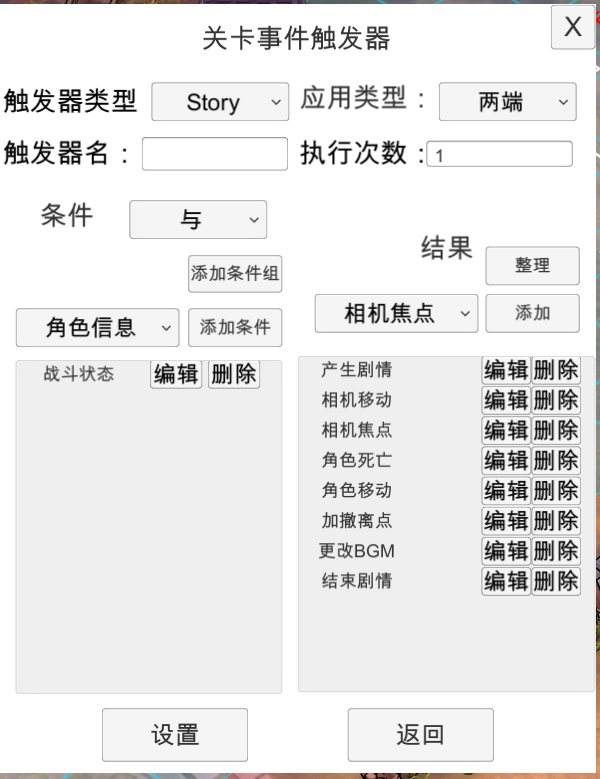 关卡事件触发器
X
触发器类型 Story 应用类型：两端
触发器名： 执行次数：1
条件 与
结果 整理
添加条件组
角色信息 添加条件
相机焦点 添加
战斗状态 编辑 删除
产生剧情 编辑 删除
相机移动 编辑 删除
相机焦点 编辑 删除
角色死亡 编辑 删除
角色移动 编辑 删除
加撤离点 编辑 删除
更改BGM 编辑 删除
结束剧情 编辑 删除
设置 返回